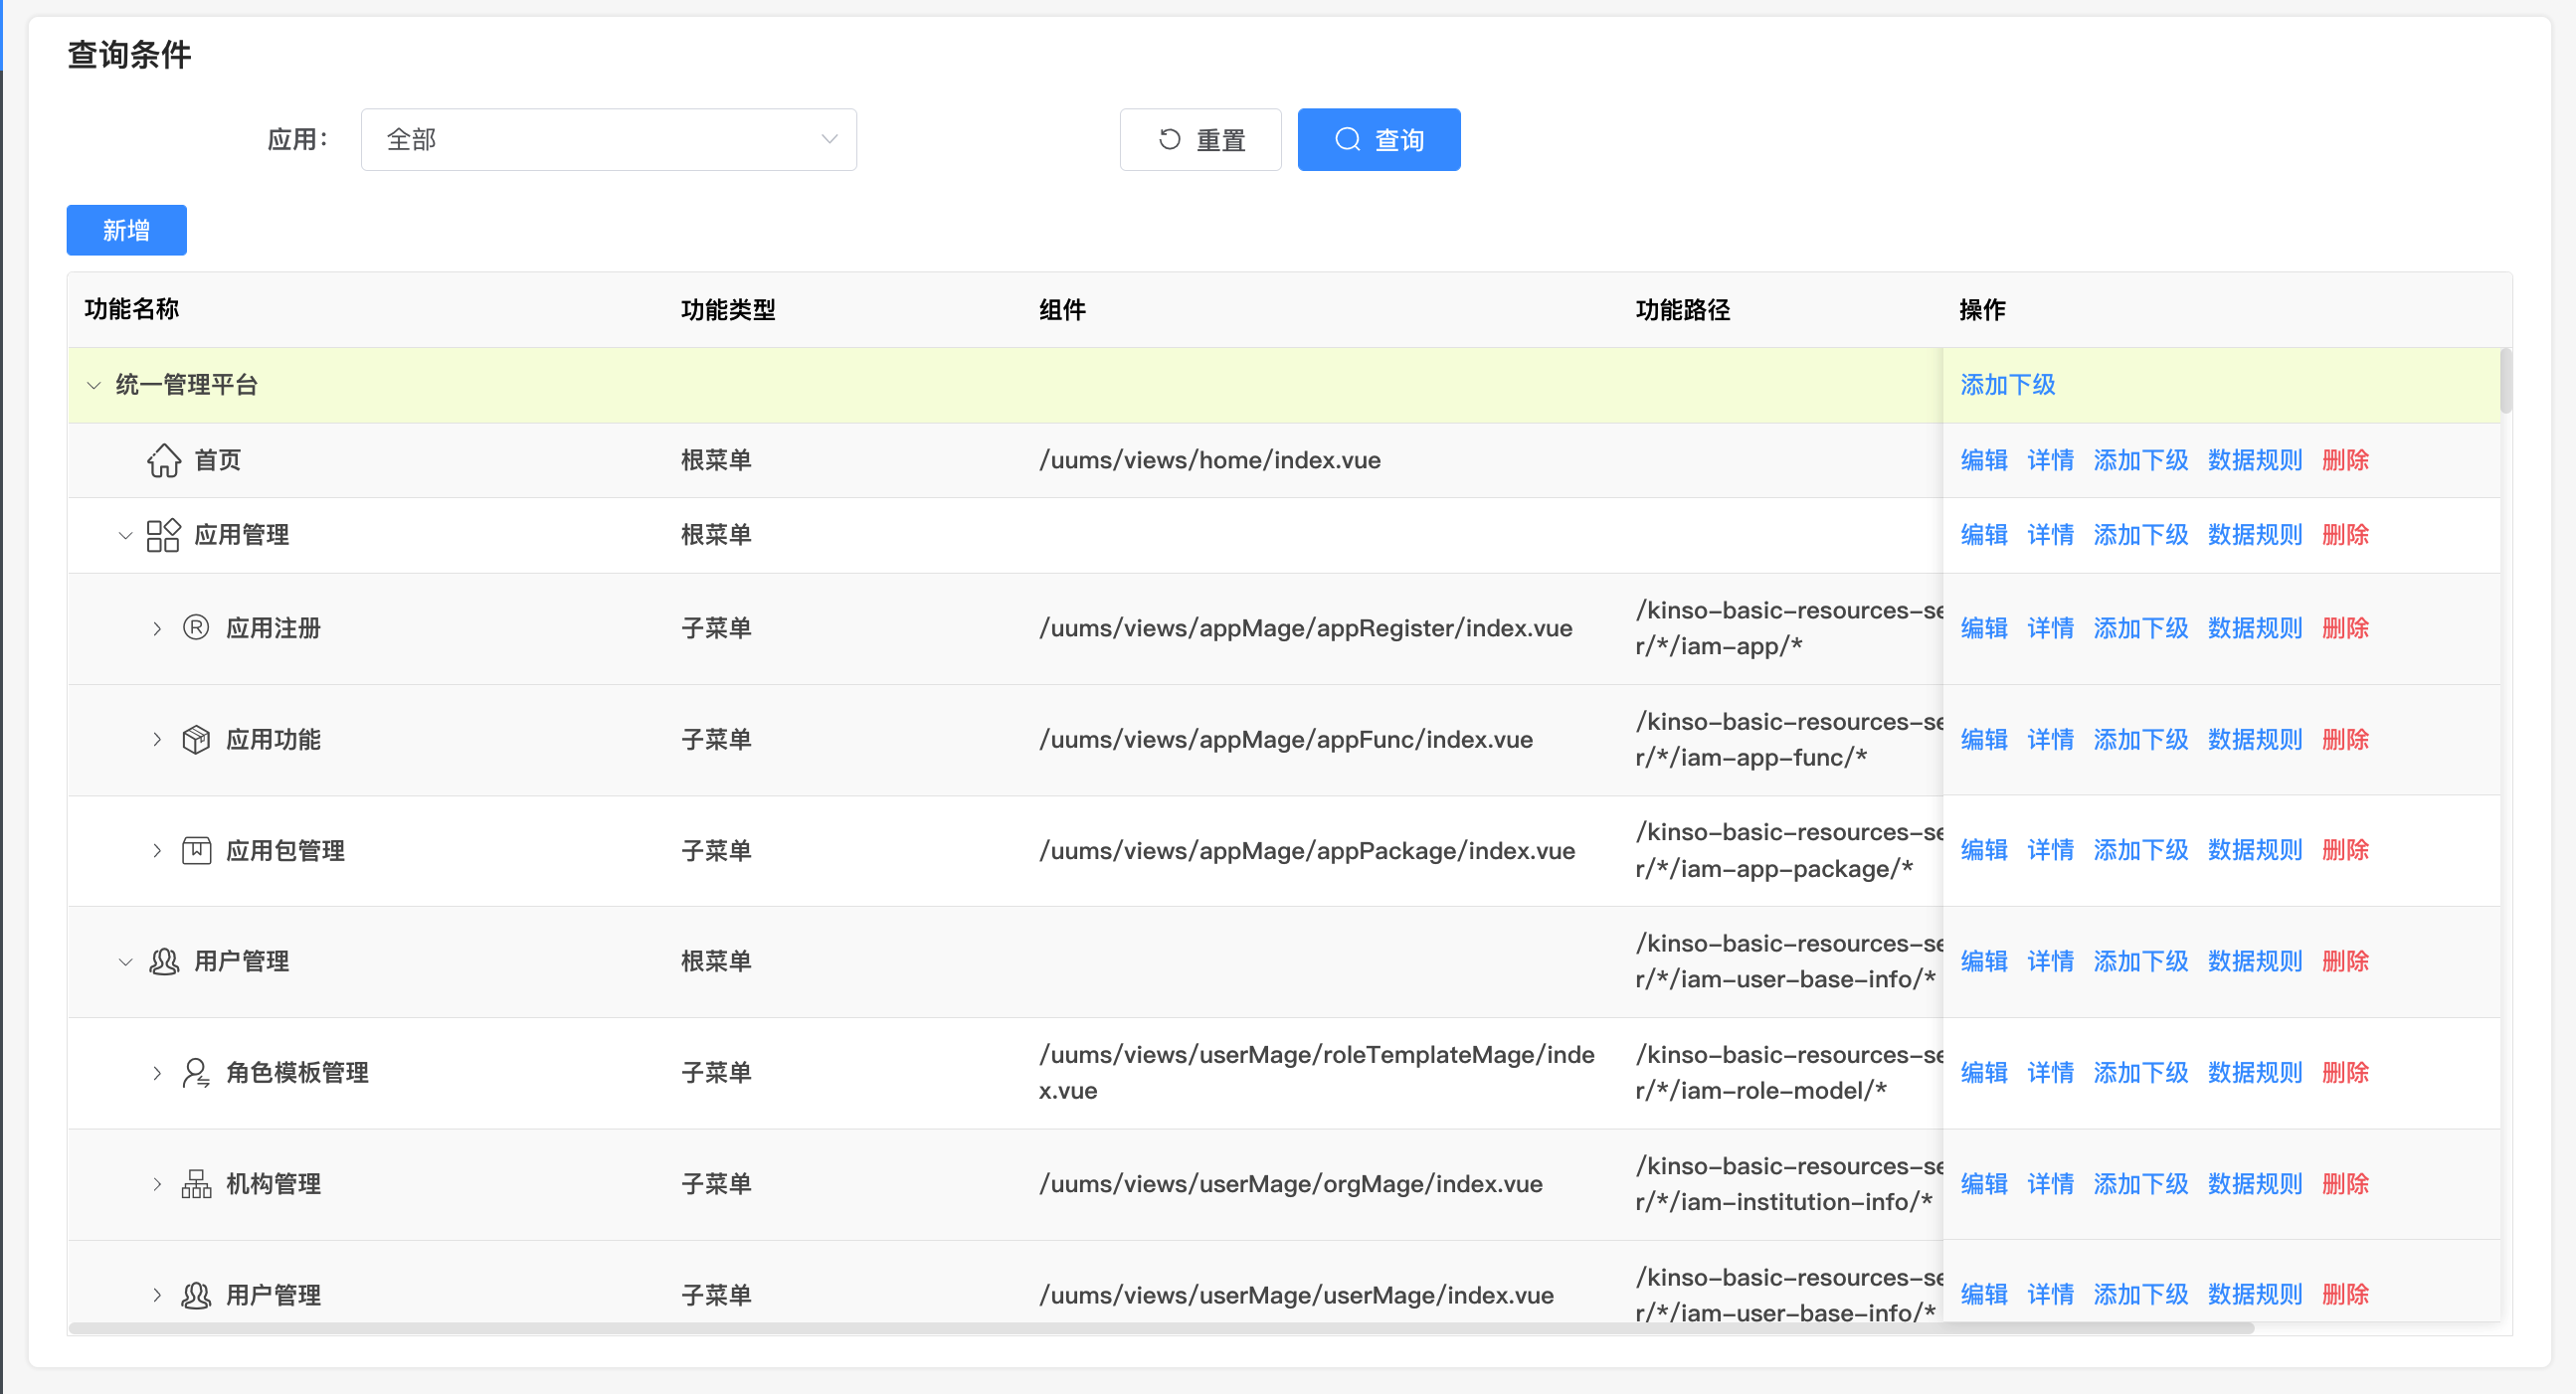 查询条件
应用：
全部
重置
查询
新增
功能名称 功能类型 组件 功能路径 操作
统一管理平台 添加下级
首页 根菜单 /uums/views/home/index.vue 编辑 详情 添加下级 数据规则 删除
应用管理 根菜单 编辑 详情 添加下级 数据规则 删除
应用注册 子菜单 /uums/views/appMage/appRegister/index.vue /kinso-basic-resources-se
r/*/iam-app/* 编辑 详情 添加下级 数据规则 删除
应用功能 子菜单 /uums/views/appMage/appFunc/index.vue /kinso-basic-resources-se
r/*/iam-app-func/* 编辑 详情 添加下级 数据规则 删除
应用包管理 子菜单 /uums/views/appMage/appPackage/index.vue /kinso-basic-resources-se
r/*/iam-app-package/* 编辑 详情 添加下级 数据规则 删除
用户管理 根菜单 /kinso-basic-resources-se
r/*/iam-user-base-info/* 编辑 详情 添加下级 数据规则 删除
角色模板管理 子菜单 /uums/views/userMage/roleTemplateMage/inde
x.vue /kinso-basic-resources-se
r/*/iam-role-model/* 编辑 详情 添加下级 数据规则 删除
机构管理 子菜单 /uums/views/userMage/orgMage/index.vue /kinso-basic-resources-se
r/*/iam-institution-info/* 编辑 详情 添加下级 数据规则 删除
用户管理 子菜单 /uums/views/userMage/userMage/index.vue /kinso-basic-resources-se
r/*/iam-user-base-info/* 编辑 详情 添加下级 数据规则 删除